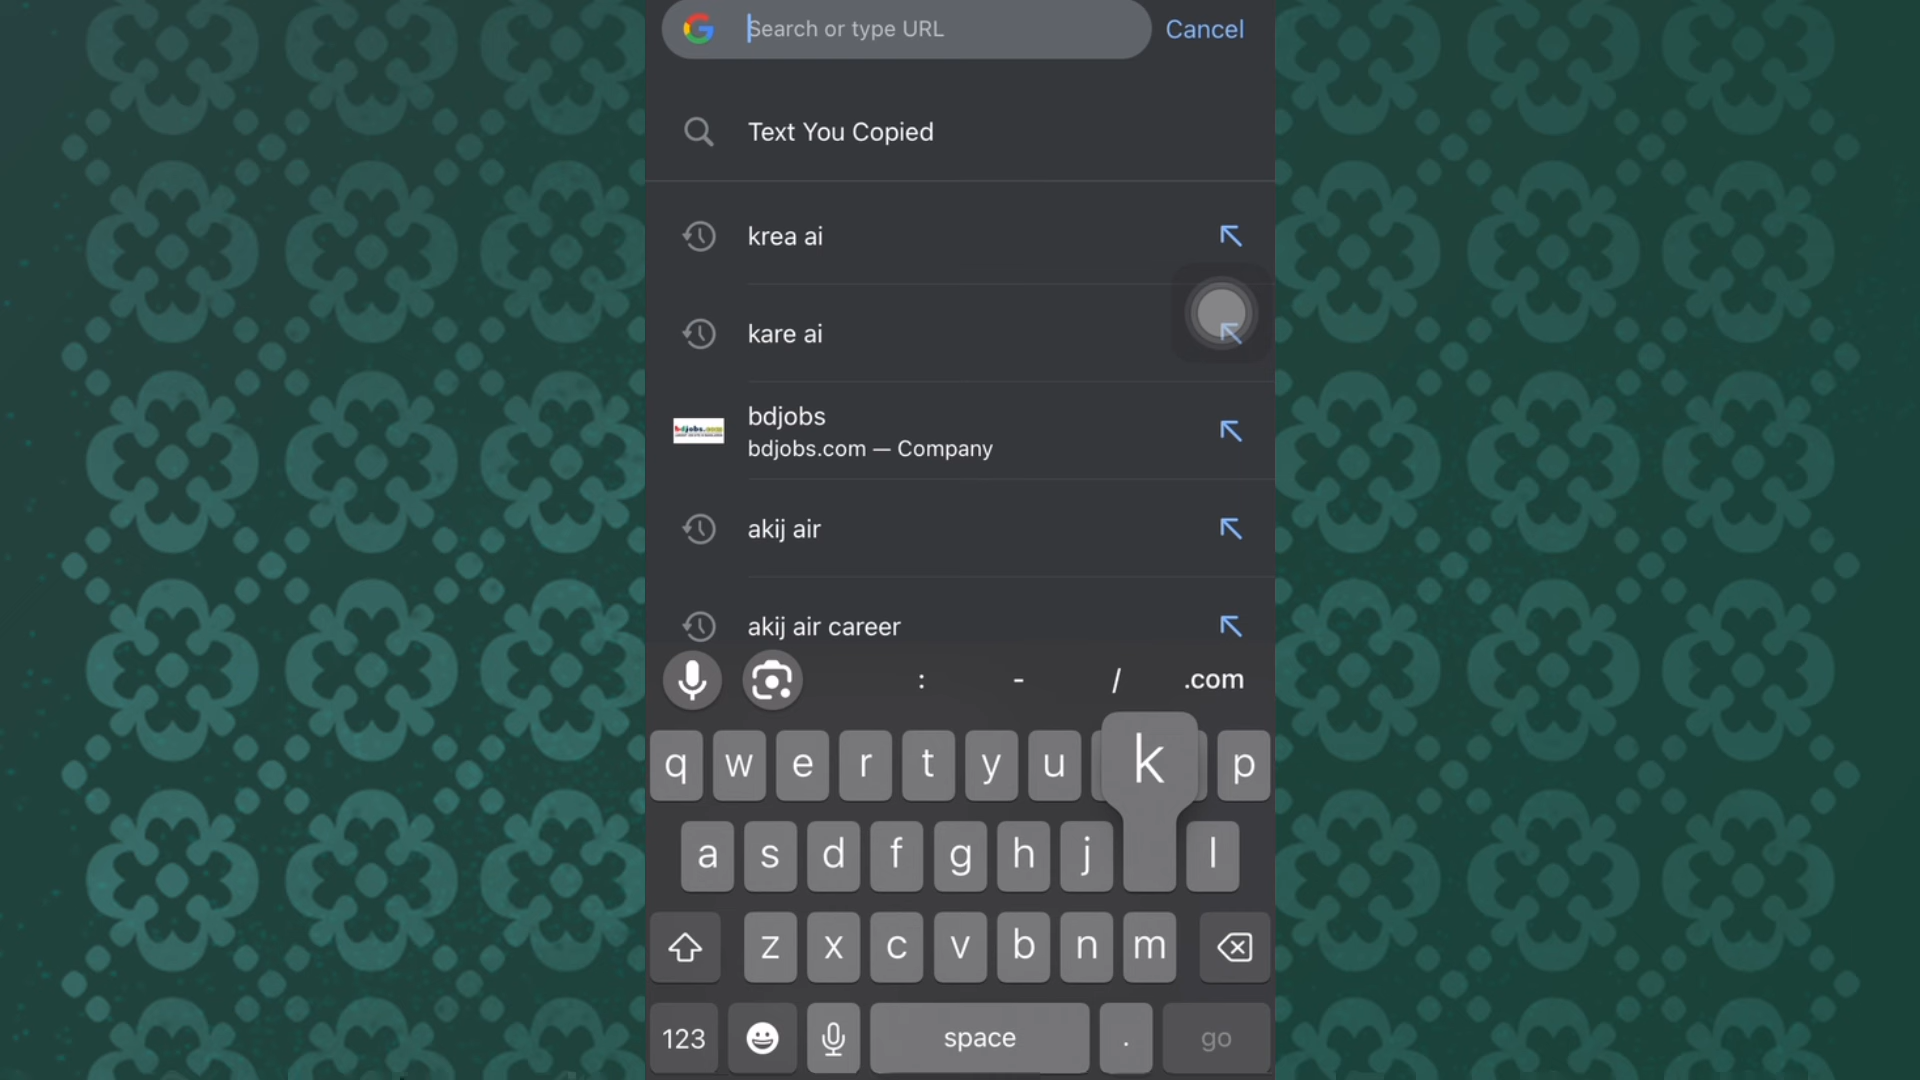 Search or type URL Cancel
Text You Copied
krea ai
kare ai
bdjobs
bdjobs.com — Company
akij air
akij air career
: - / .com
q w e r t y u k p
a s d f g h j l
z x c v b n m
123 space . go